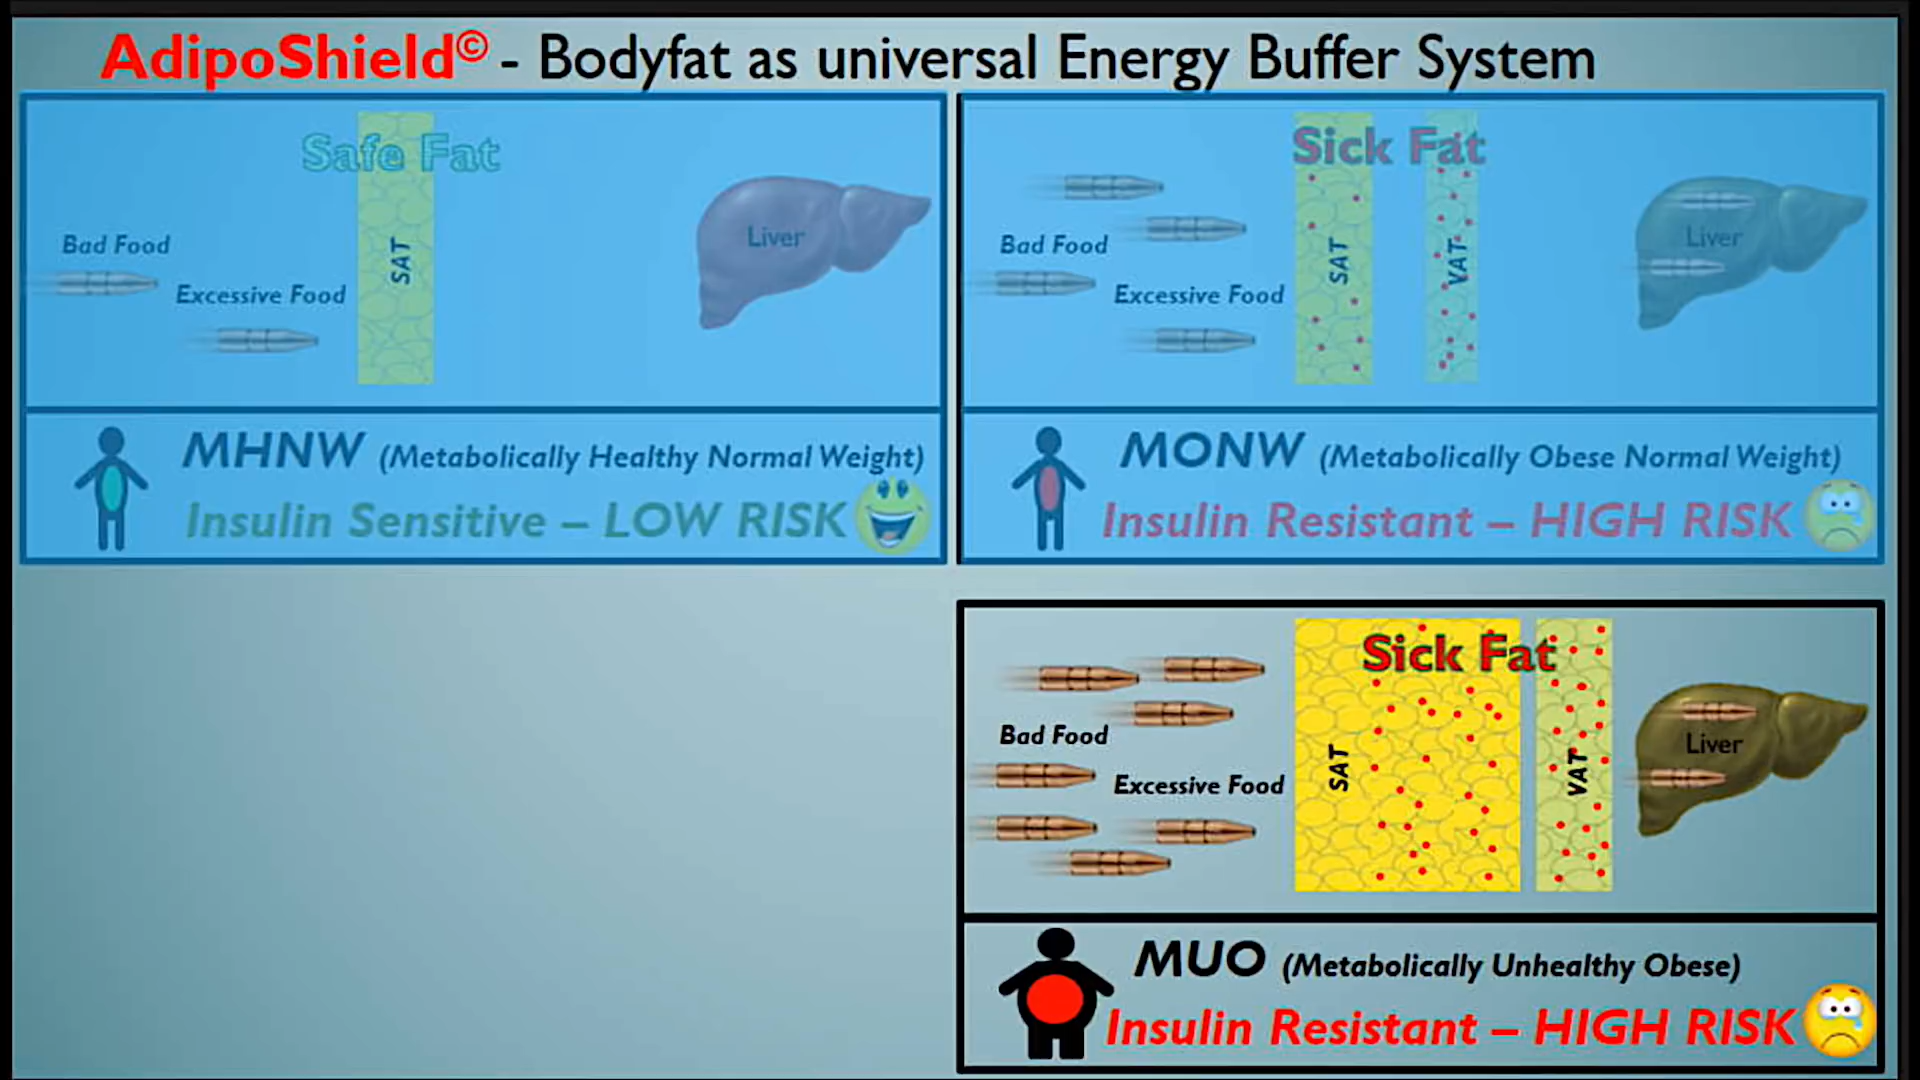 AdipoShield© - Bodyfat as universal Energy Buffer System
Safe Fat
Bad Food
Excessive Food
SAT
Liver
MHNW (Metabolically Healthy Normal Weight)
Insulin Sensitive – LOW RISK
Sick Fat
Bad Food
Excessive Food
SAT
VAT
Liver
MONW (Metabolically Obese Normal Weight)
Insulin Resistant – HIGH RISK
Sick Fat
Bad Food
Excessive Food
SAT
VAT
Liver
MUO (Metabolically Unhealthy Obese)
Insulin Resistant – HIGH RISK